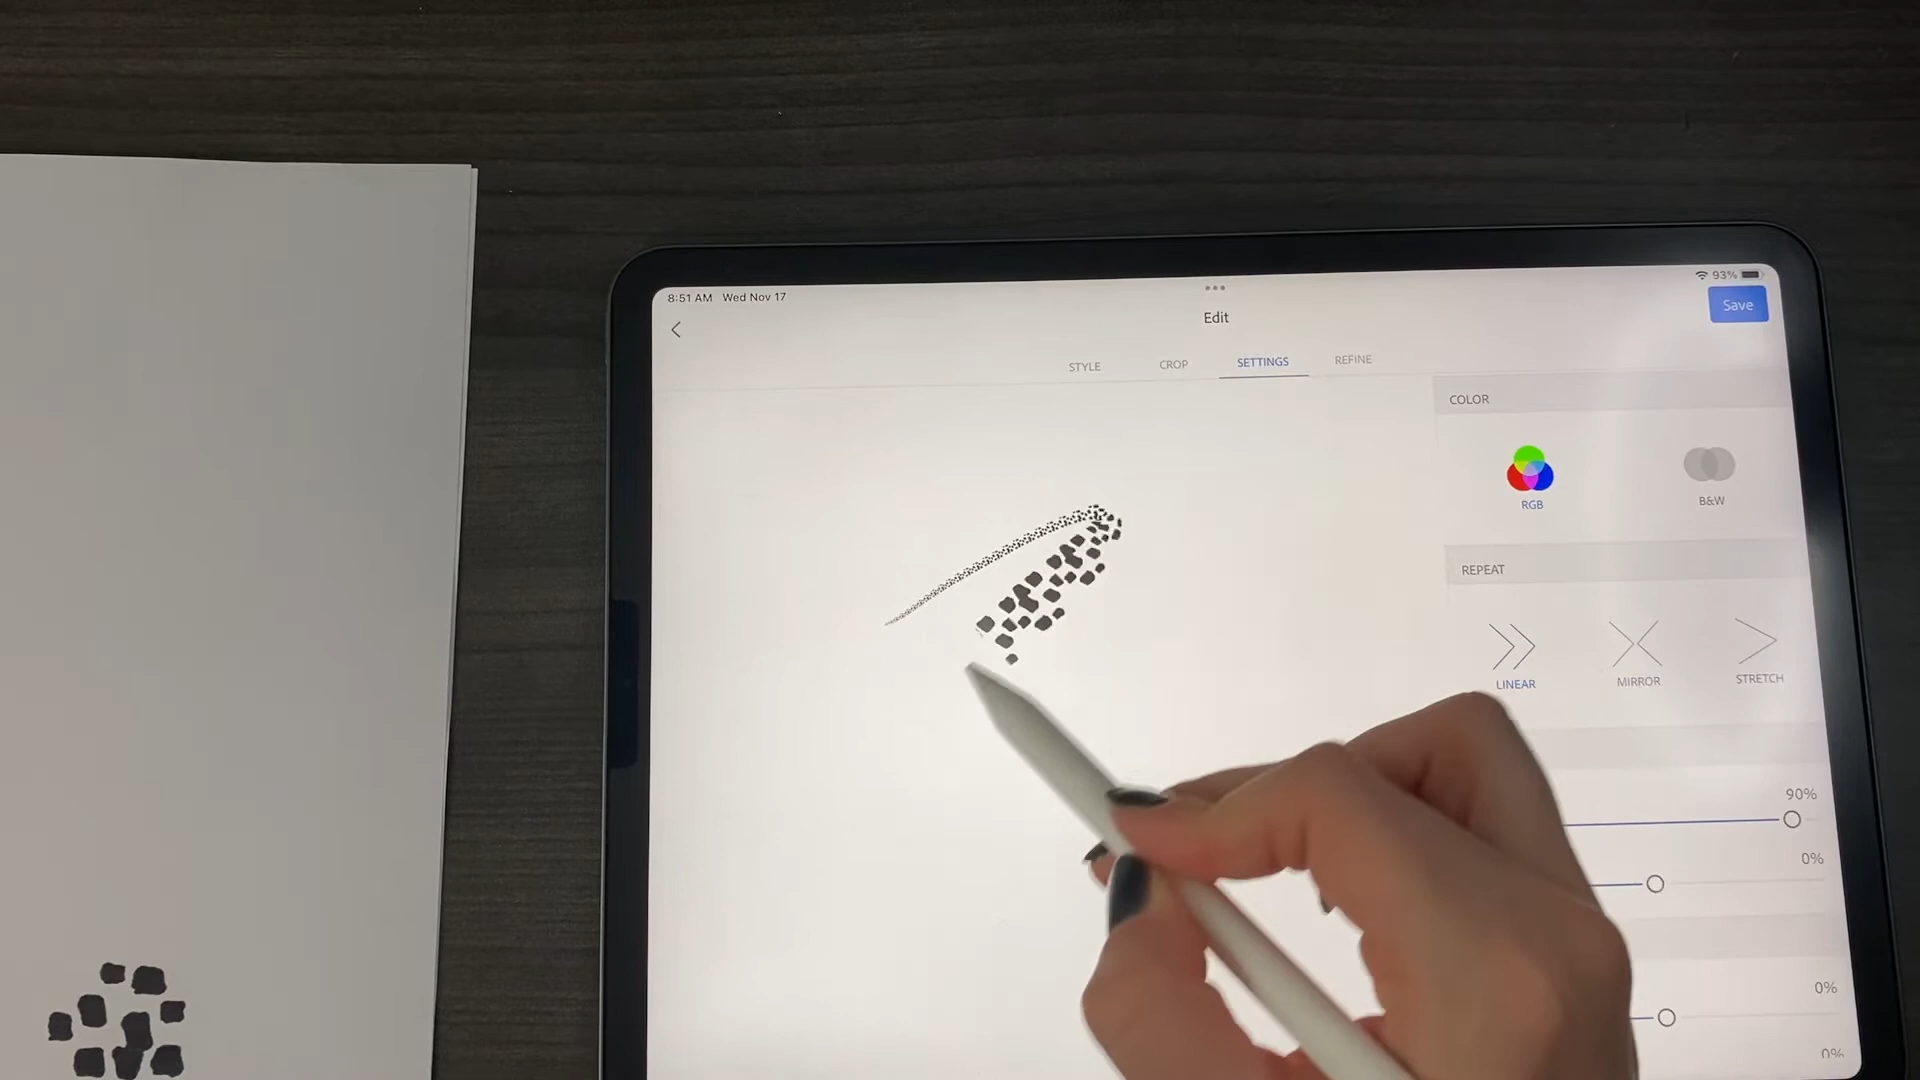 8:51 AM Wed Nov 17
93%
Edit
Save
STYLE CROP SETTINGS REFINE
COLOR
RGB B&W
REPEAT
LINEAR MIRROR STRETCH
90%
0%
0%
0%